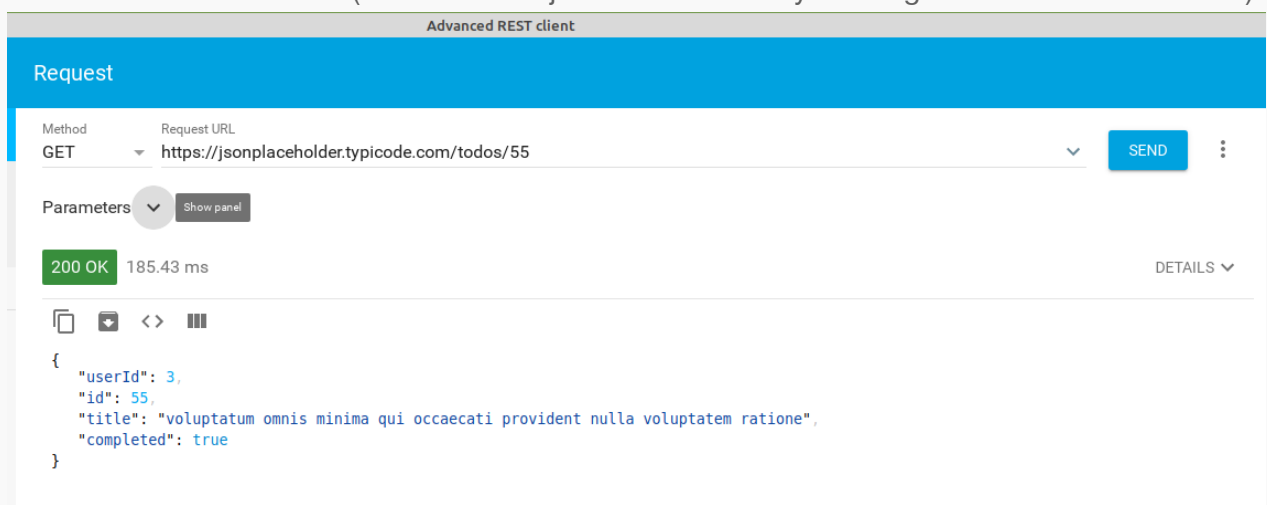 Advanced REST client
Request
Method Request URL
GET https://jsonplaceholder.typicode.com/todos/55 SEND
Parameters Show panel
200 OK 185.43 ms DETAILS
{
"userId": 3,
"id": 55,
"title": "voluptatum omnis minima qui occaecati provident nulla voluptatem ratione",
"completed": true
}